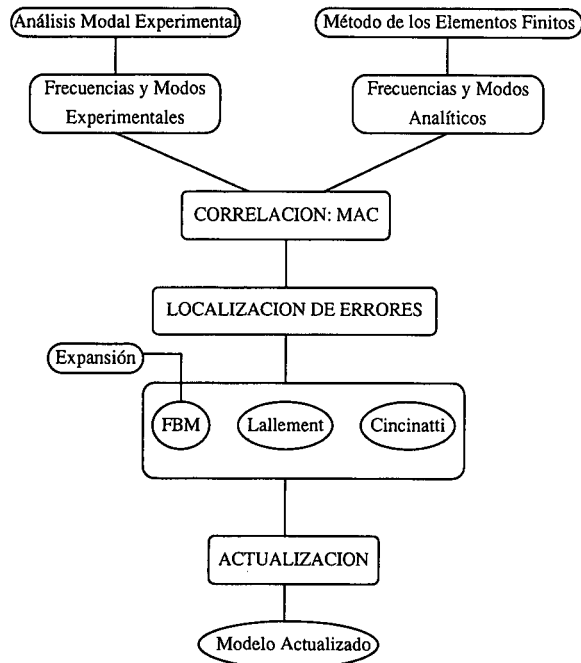 Análisis Modal Experimental
Método de los Elementos Finitos
Frecuencias y Modos
Experimentales
Frecuencias y Modos
Analíticos
CORRELACION: MAC
LOCALIZACION DE ERRORES
Expansión
FBM
Lallement
Cincinatti
ACTUALIZACION
Modelo Actualizado